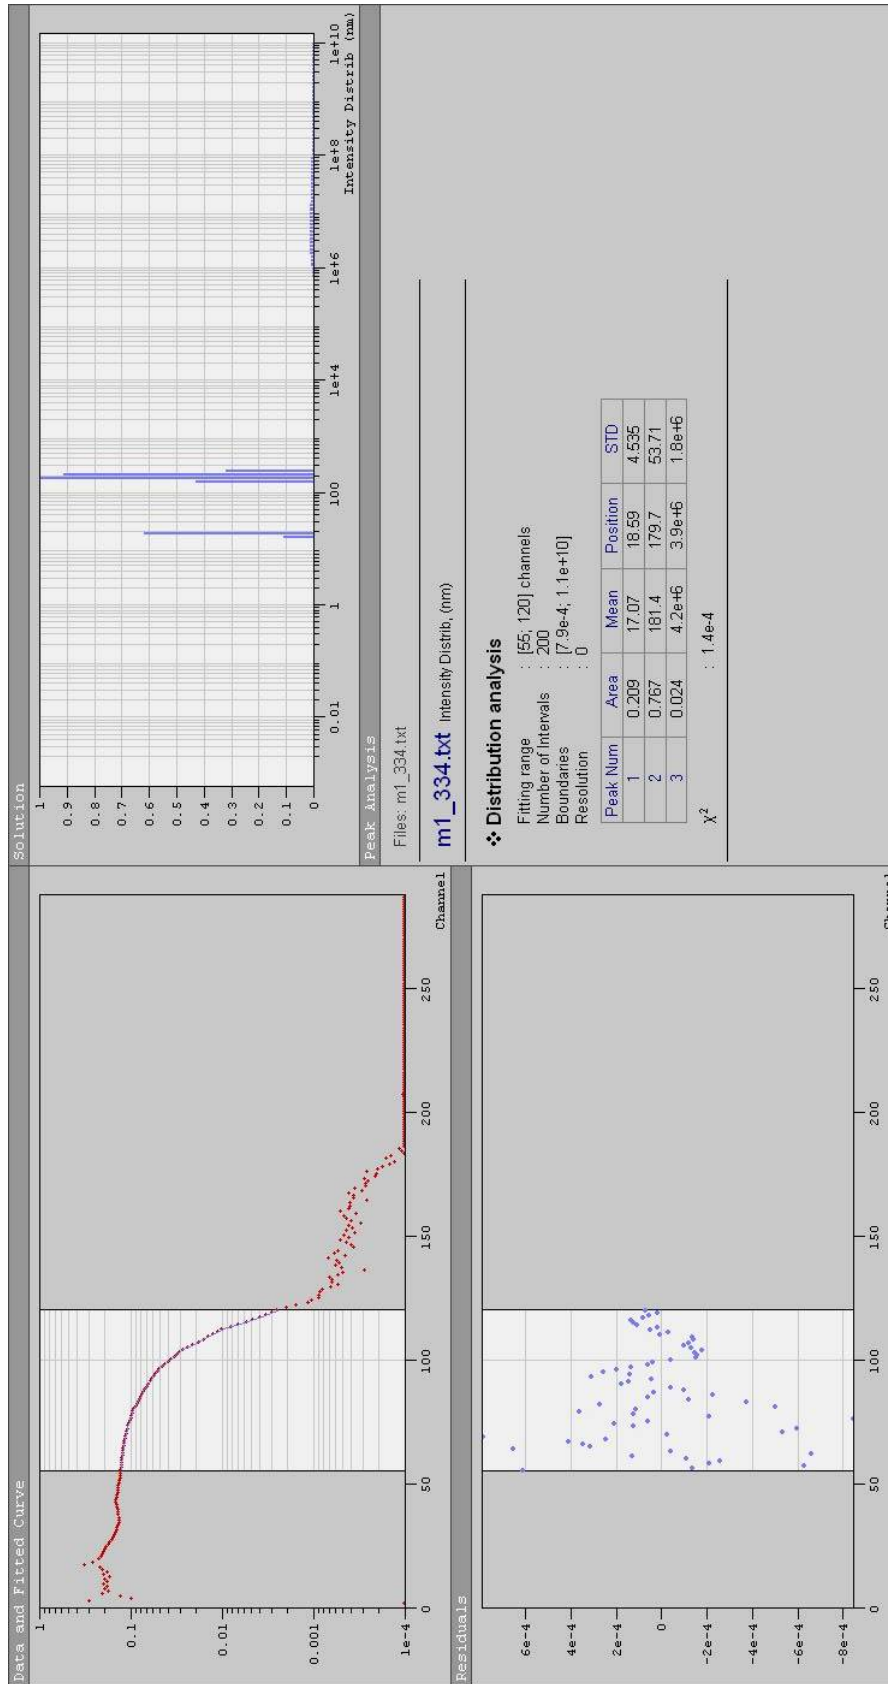 Data and Fitted Curve
1
0.1
0.01
0.001
1e-4
0
50
100
150
200
250
Channel
Residuals
6e-4
4e-4
2e-4
0
-2e-4
-4e-4
-6e-4
-8e-4
0
50
100
150
200
250
Solution
1
0.9
0.8
0.7
0.6
0.5
0.4
0.3
0.2
0.1
0
0.01
1
100
1e+4
1e+6
1e+8
1e+10
Intensity Distrib (nm)
Peak Analysis
Filles: m1_334.txt
m1_334.txt Intensity Distrib, (nm)
❖ Distribution analysis
Fitting range : [55; 120] channels
Number of Intervals : 200
Boundaries : [7.9e-4; 1.1e+10]
Resolution : 0
Peak Num Area Mean Position STD
1 0.209 17.07 18.59 4.535
2 0.767 181.4 179.7 53.71
3 0.024 4.2e+6 3.9e+6 1.8e+6
χ² : 1.4e-4